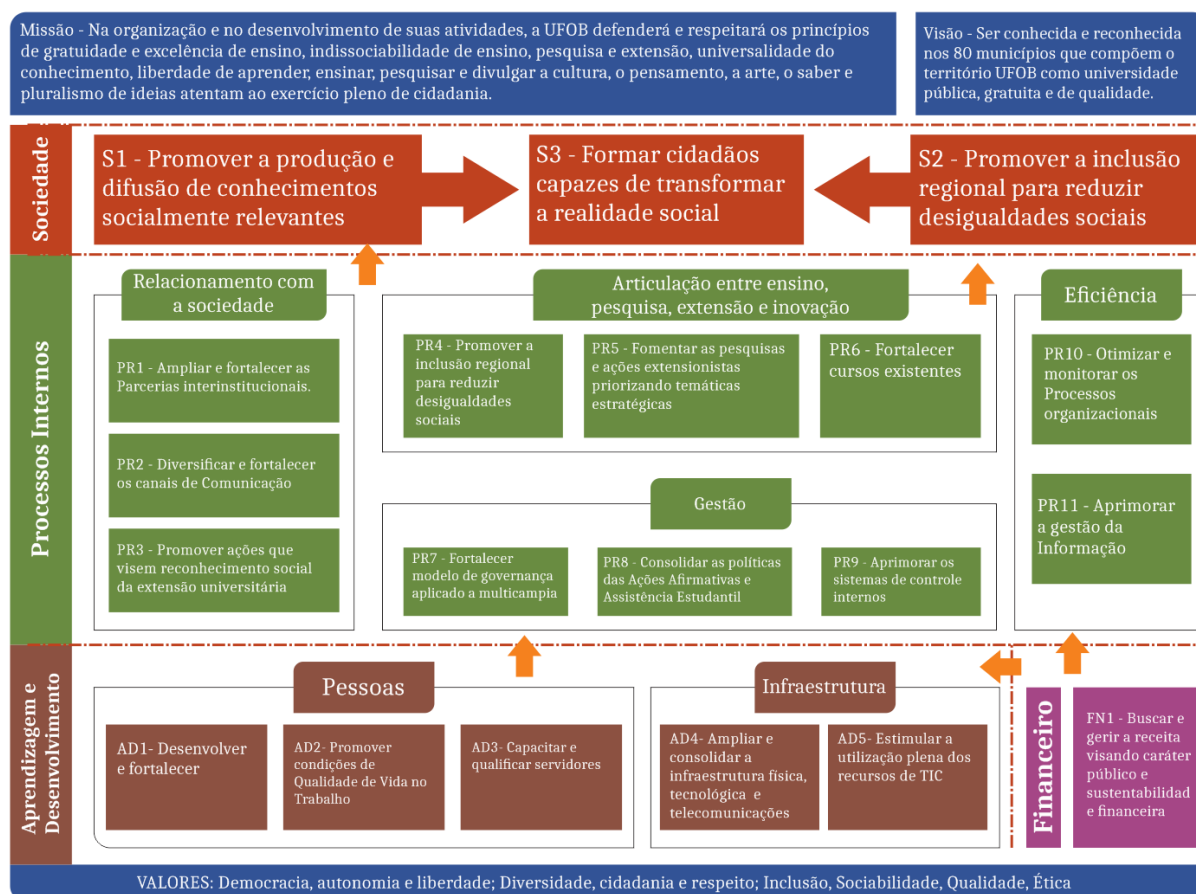 Missão - Na organização e no desenvolvimento de suas atividades, a UFOB defenderá e respeitará os princípios
de gratuidade e excelência de ensino, indissociabilidade de ensino, pesquisa e extensão, universalidade do
conhecimento, liberdade de aprender, ensinar, pesquisar e divulgar a cultura, o pensamento, a arte, o saber e
pluralismo de ideias atentam ao exercício pleno de cidadania.
Visão - Ser conhecida e reconhecida
nos 80 municípios que compõem o
território UFOB como universidade
pública, gratuita e de qualidade.
Sociedade
S1 - Promover a produção e
difusão de conhecimentos
socialmente relevantes
S3 - Formar cidadãos
capazes de transformar
a realidade social
S2 - Promover a inclusão
regional para reduzir
desigualdades sociais
Processos Internos
Relacionamento com
a sociedade
PR1 - Ampliar e fortalecer as
Parcerias interinstitucionais.
PR2 - Diversificar e fortalecer
os canais de Comunicação
PR3 - Promover ações que
visem reconhecimento social
da extensão universitária
Articulação entre ensino,
pesquisa, extensão e inovação
PR4 - Promover a
inclusão regional
para reduzir
desigualdades
sociais
PR5 - Fomentar as pesquisas
e ações extensionistas
priorizando temáticas
estratégicas
PR6 - Fortalecer
cursos existentes
Gestão
PR7 - Fortalecer
modelo de governança
aplicado a multicampia
PR8 - Consolidar as políticas
das Ações Afirmativas e
Assistência Estudantil
PR9 - Aprimorar os
sistemas de controle
internos
Eficiência
PR10 - Otimizar e
monitorar os
Processos
organizacionais
PR11 - Aprimorar
a gestão da
Informação
Aprendizagem e
Desenvolvimento
Pessoas
AD1- Desenvolver
e fortalecer
AD2- Promover
condições de
Qualidade de Vida no
Trabalho
AD3- Capacitar e
qualificar servidores
Infraestrutura
AD4- Ampliar e
consolidar a
infraestrutura física,
tecnológica e
telecomunicações
AD5- Estimular a
utilização plena dos
recursos de TIC
Financeiro
FN1 - Buscar e
gerir a receita
visando caráter
público e
sustentabilidad
e financeira
VALORES: Democracia, autonomia e liberdade; Diversidade, cidadania e respeito; Inclusão, Sociabilidade, Qualidade, Ética